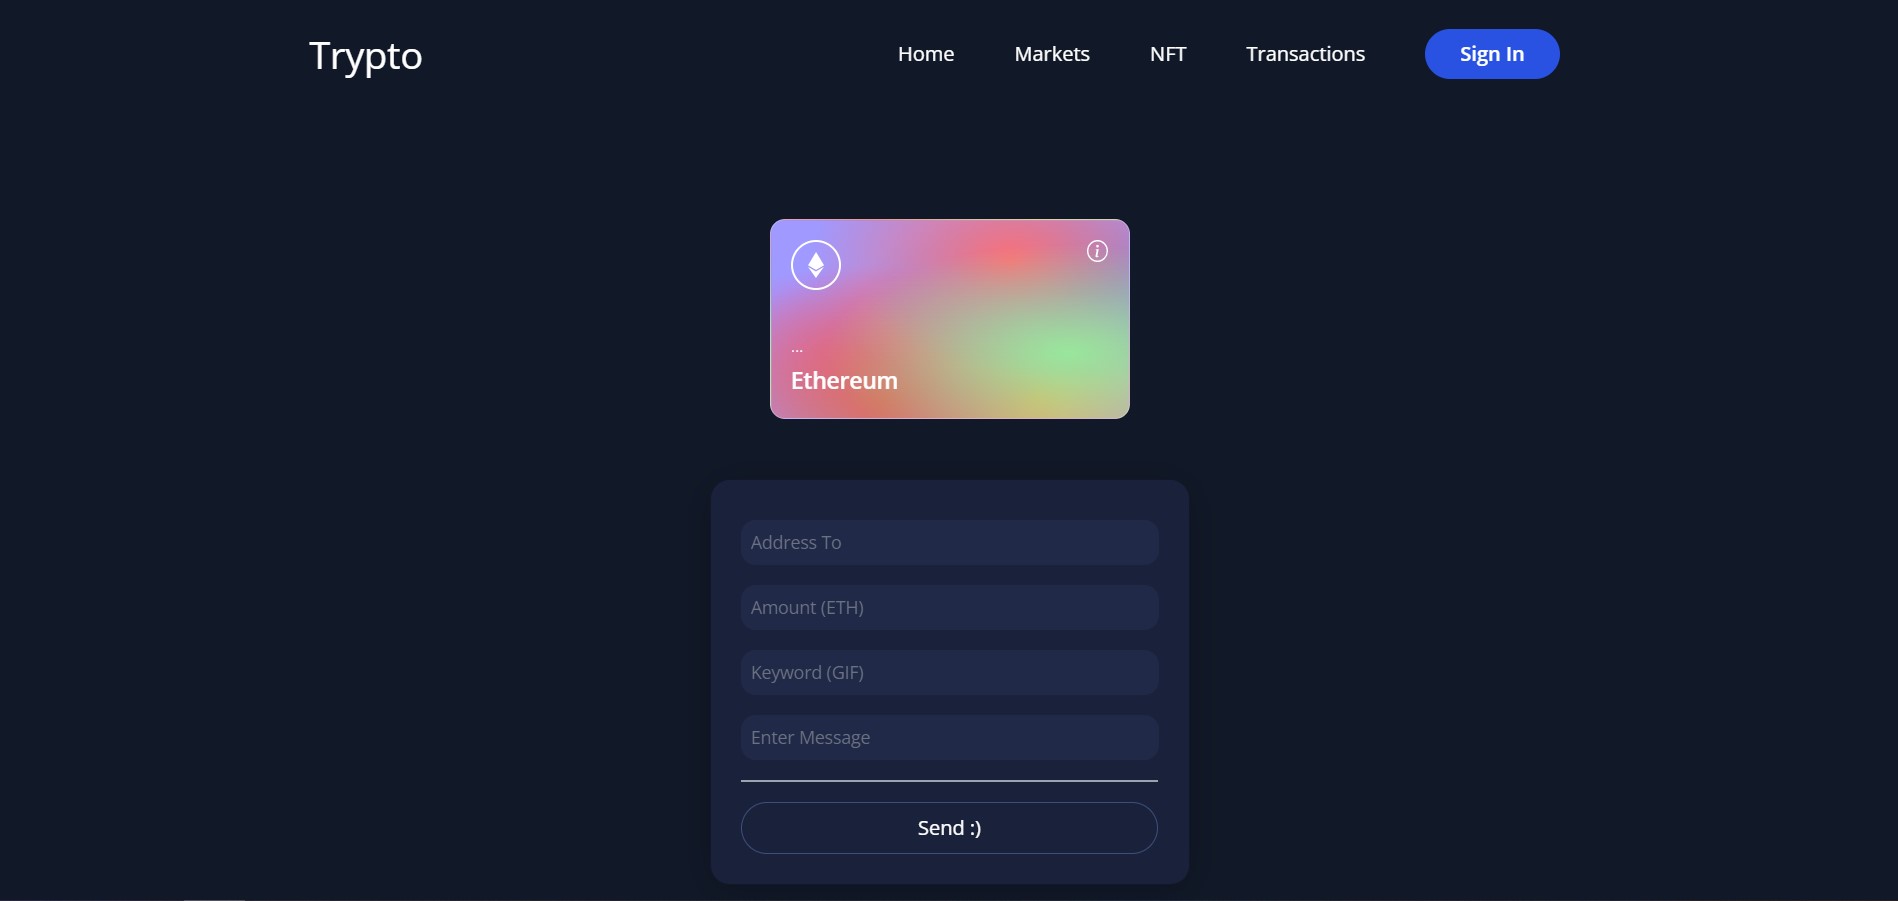 Trypto
Home
Markets
NFT
Transactions
Sign In
...
Ethereum
Address To
Amount (ETH)
Keyword (GIF)
Enter Message
Send :)